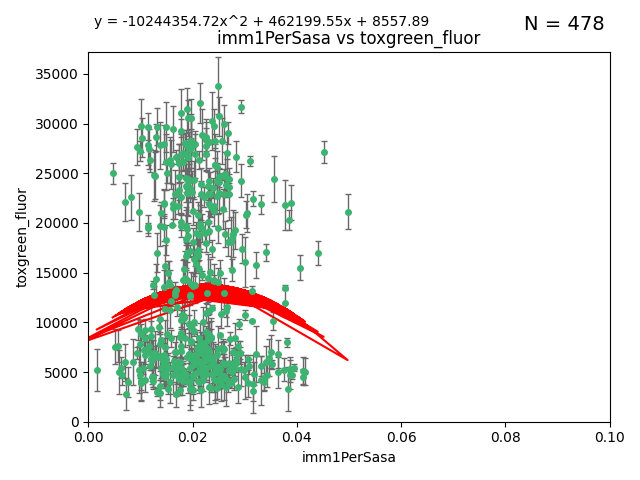 y = -10244354.72x^2 + 462199.55x + 8557.89
N = 478
imm1PerSasa vs toxgreen_fluor
toxgreen_fluor
35000
30000
25000
20000
15000
10000
5000
0
0.00 0.02 0.04 0.06 0.08 0.10
imm1PerSasa